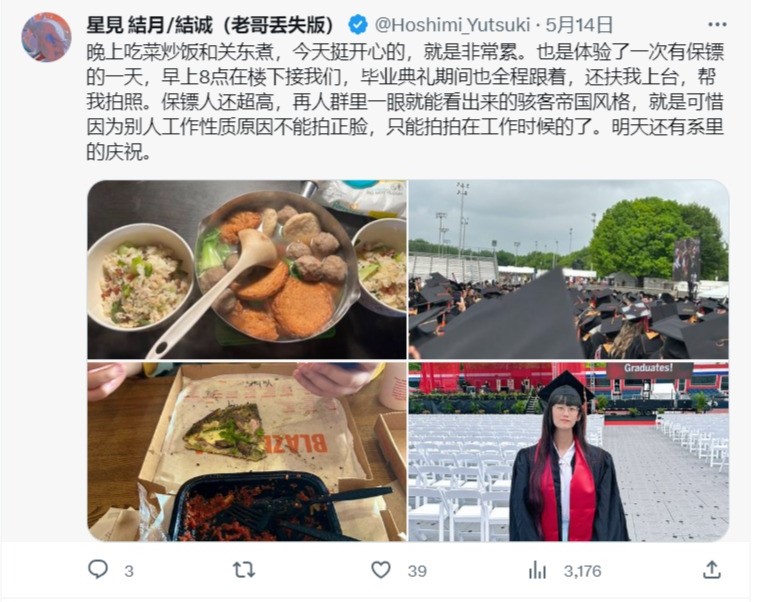 星見 結月/結诚（老哥丢失版） @Hoshimi_Yutsuki · 5月14日
晚上吃菜炒饭和关东煮，今天挺开心的，就是非常累。也是体验了一次有保镖
的一天，早上8点在楼下接我们，毕业典礼期间也全程跟着，还扶我上台，帮
我拍照。保镖人还超高，再人群里一眼就能看出来的骇客帝国风格，就是可惜
因为别人工作性质原因不能拍正脸，只能拍拍在工作时候的了。明天还有系里
的庆祝。
Graduates!
3
39
3,176